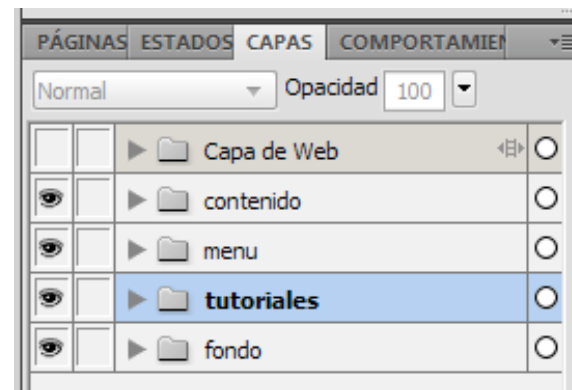 PÁGINAS ESTADOS CAPAS COMPORTAMIEN
Normal Opacidad 100
Capa de Web
contenido
menu
tutoriales
fondo